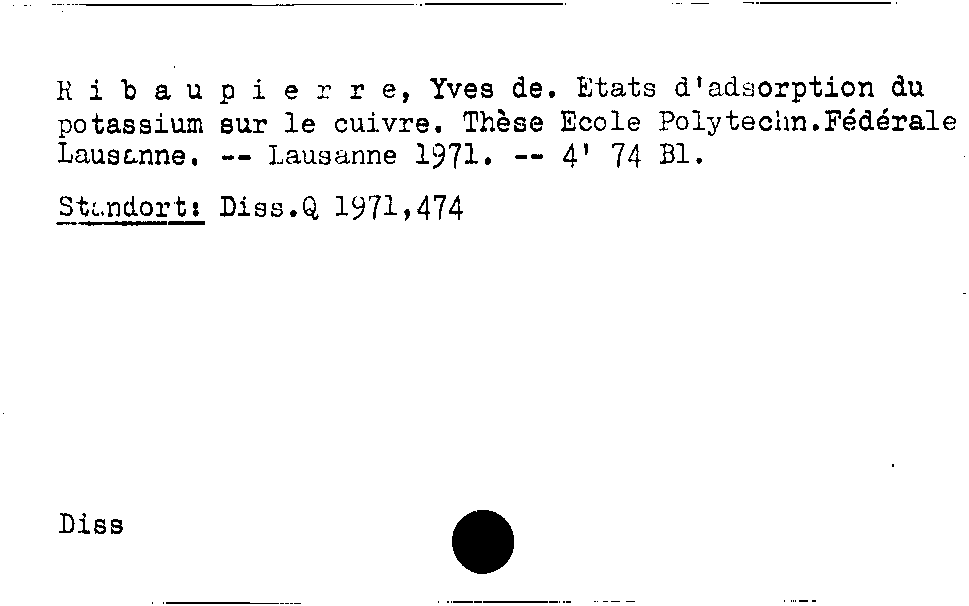 R i b a u p i e r r e, Yves de. Etats d'adsorption du
potassium sur le cuivre. Thèse Ecole Polytechn.Fédérale
Lausanne. -- Lausanne 1971. -- 4' 74 Bl.
Standort: Diss.Q 1971,474
Diss